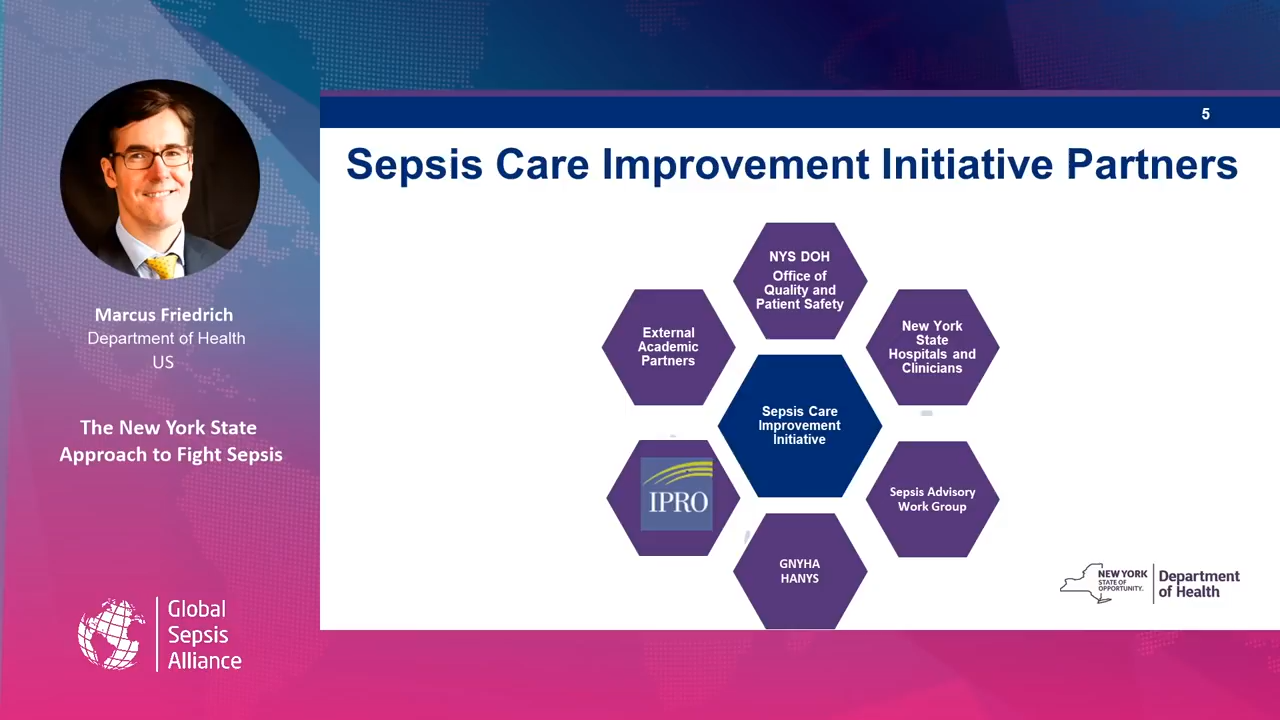 Marcus Friedrich
Department of Health
US
The New York State
Approach to Fight Sepsis
Global
Sepsis
Alliance
5
Sepsis Care Improvement Initiative Partners
NYS DOH
Office of
Quality and
Patient Safety
External
Academic
Partners
New York
State
Hospitals and
Clinicians
Sepsis Care
Improvement
Initiative
IPRO
Sepsis Advisory
Work Group
GNYHA
HANYS
NEW YORK
STATE OF
OPPORTUNITY.
Department
of Health